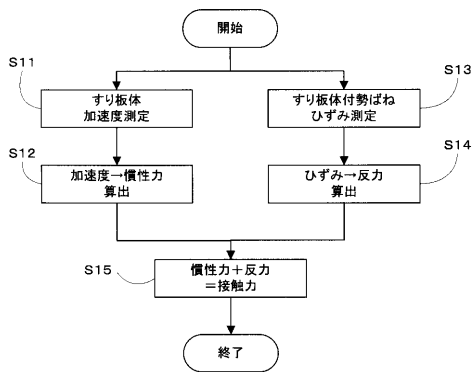 開始
S11
すり板体
加速度測定
S13
すり板体付勢ばね
ひずみ測定
S12
加速度→慣性力
算出
S14
ひずみ→反力
算出
S15
慣性力＋反力
＝接触力
終了